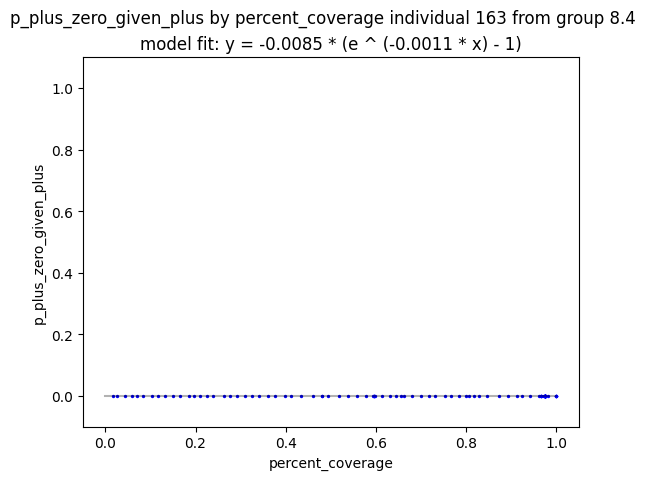 p_plus_zero_given_plus by percent_coverage individual 163 from group 8.4
model fit: y = -0.0085 * (e ^ (-0.0011 * x) - 1)
p_plus_zero_given_plus
1.0
0.8
0.6
0.4
0.2
0.0
0.0 0.2 0.4 0.6 0.8 1.0
percent_coverage